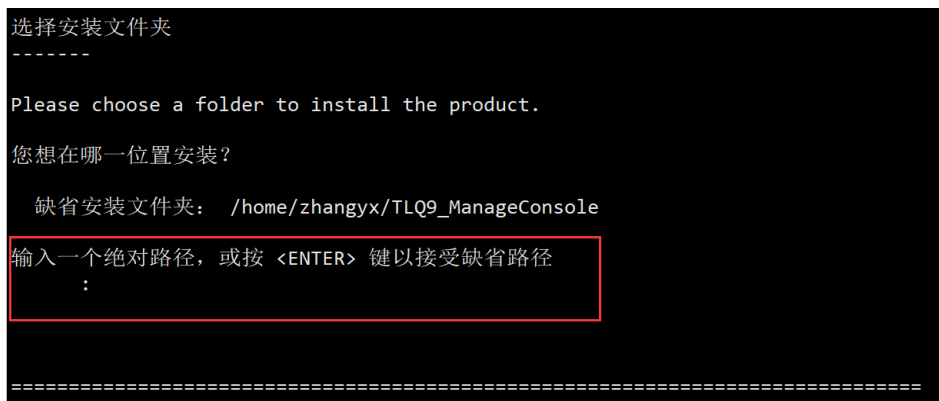 选择安装文件夹
-------
Please choose a folder to install the product.
您想在哪一位置安装？
缺省安装文件夹： /home/zhangyx/TLQ9_ManageConsole
输入一个绝对路径，或按 <ENTER> 键以接受缺省路径
:
===============================================================================